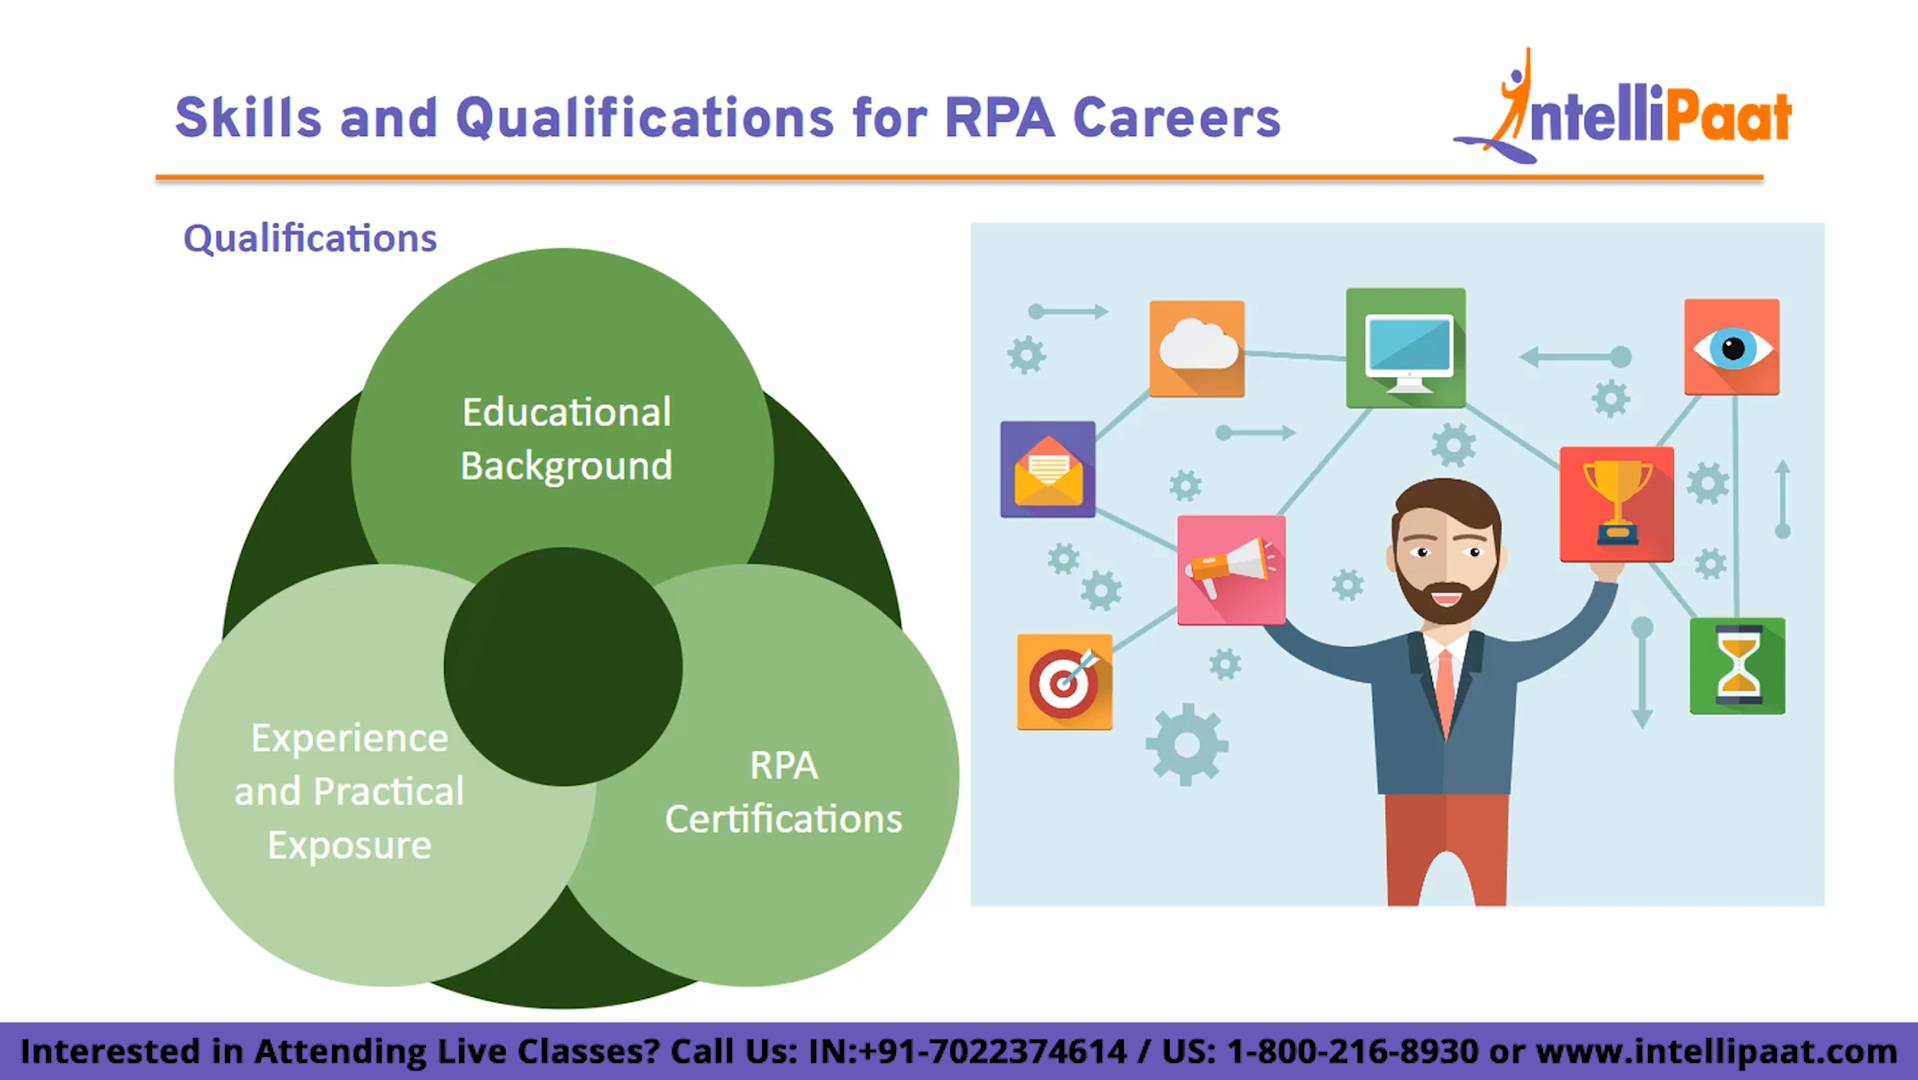 Skills and Qualifications for RPA Careers
IntelliPaat
Qualifications
Educational
Background
Experience
and Practical
Exposure
RPA
Certifications
Interested in Attending Live Classes? Call Us: IN:+91-7022374614 / US: 1-800-216-8930 or www.intellipaat.com